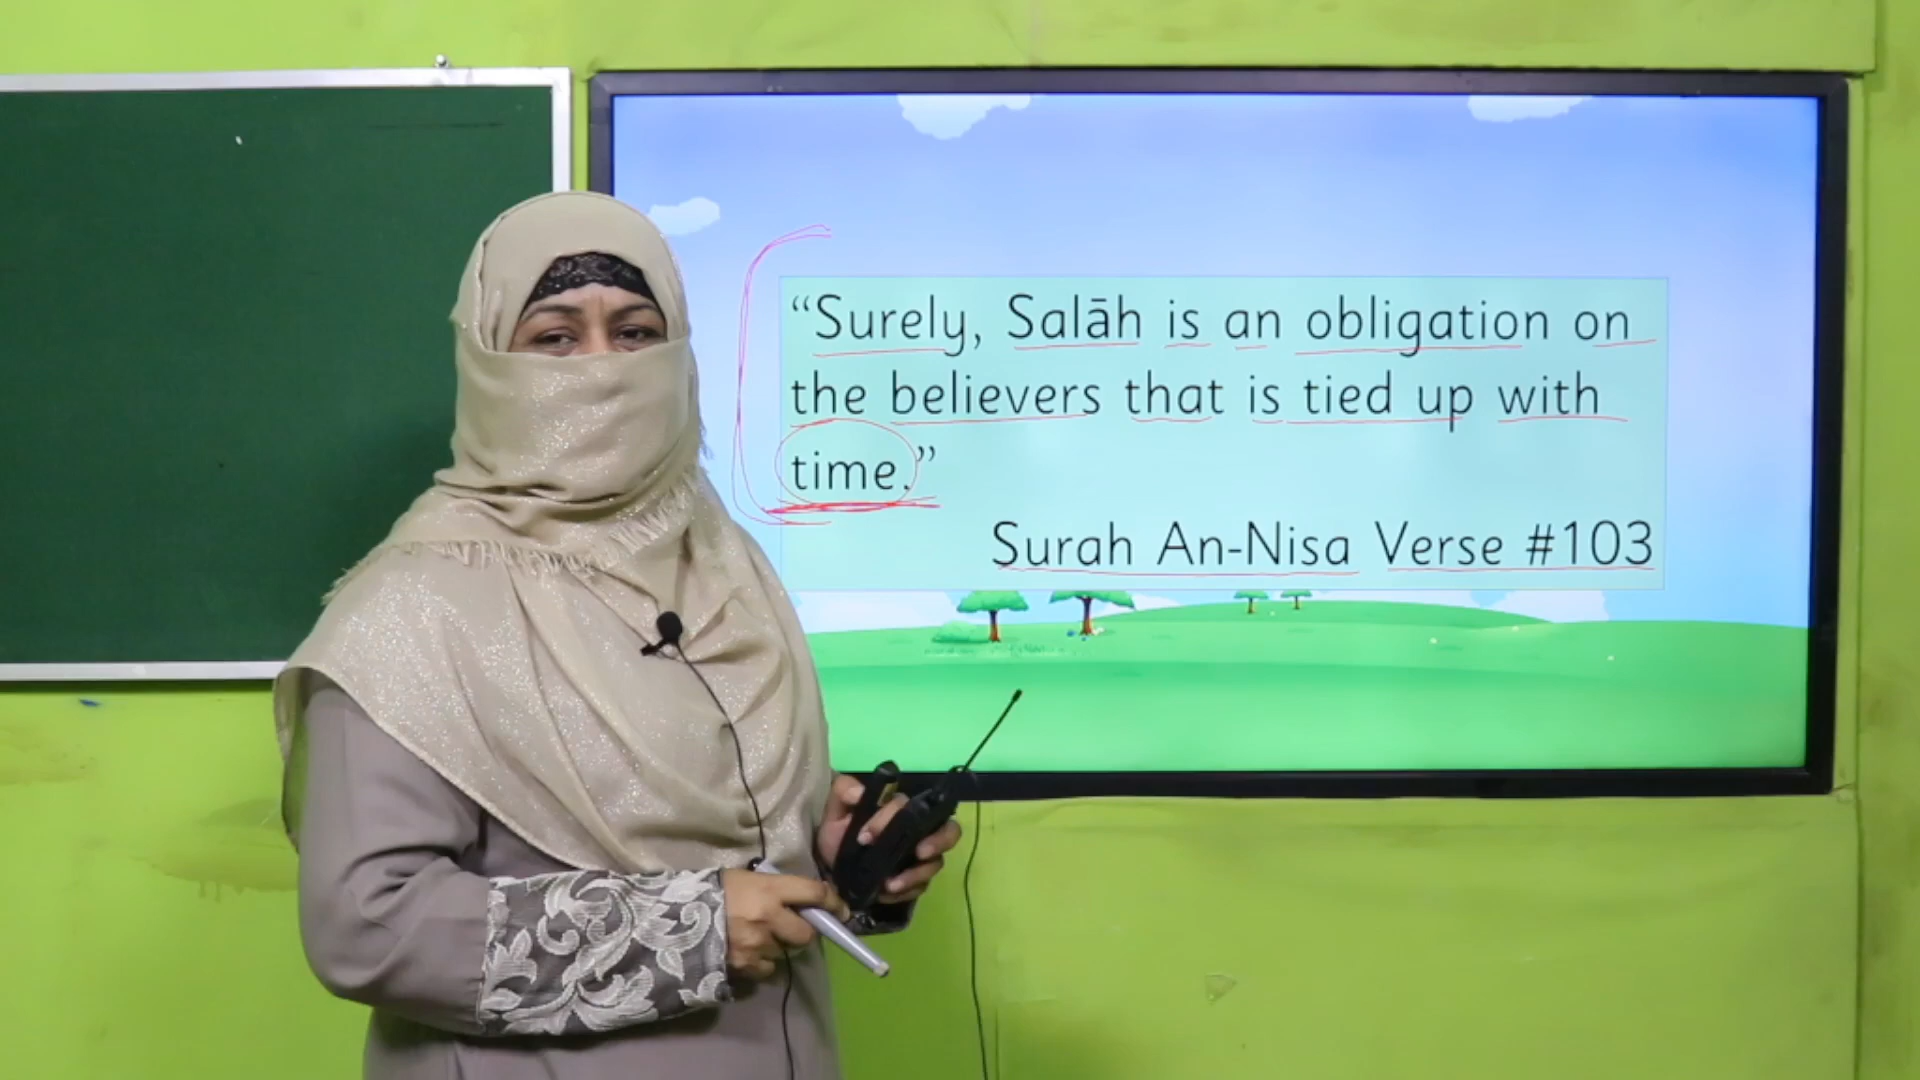 “Surely, Salāh is an obligation on
the believers that is tied up with
time.”
Surah An-Nisa Verse #103